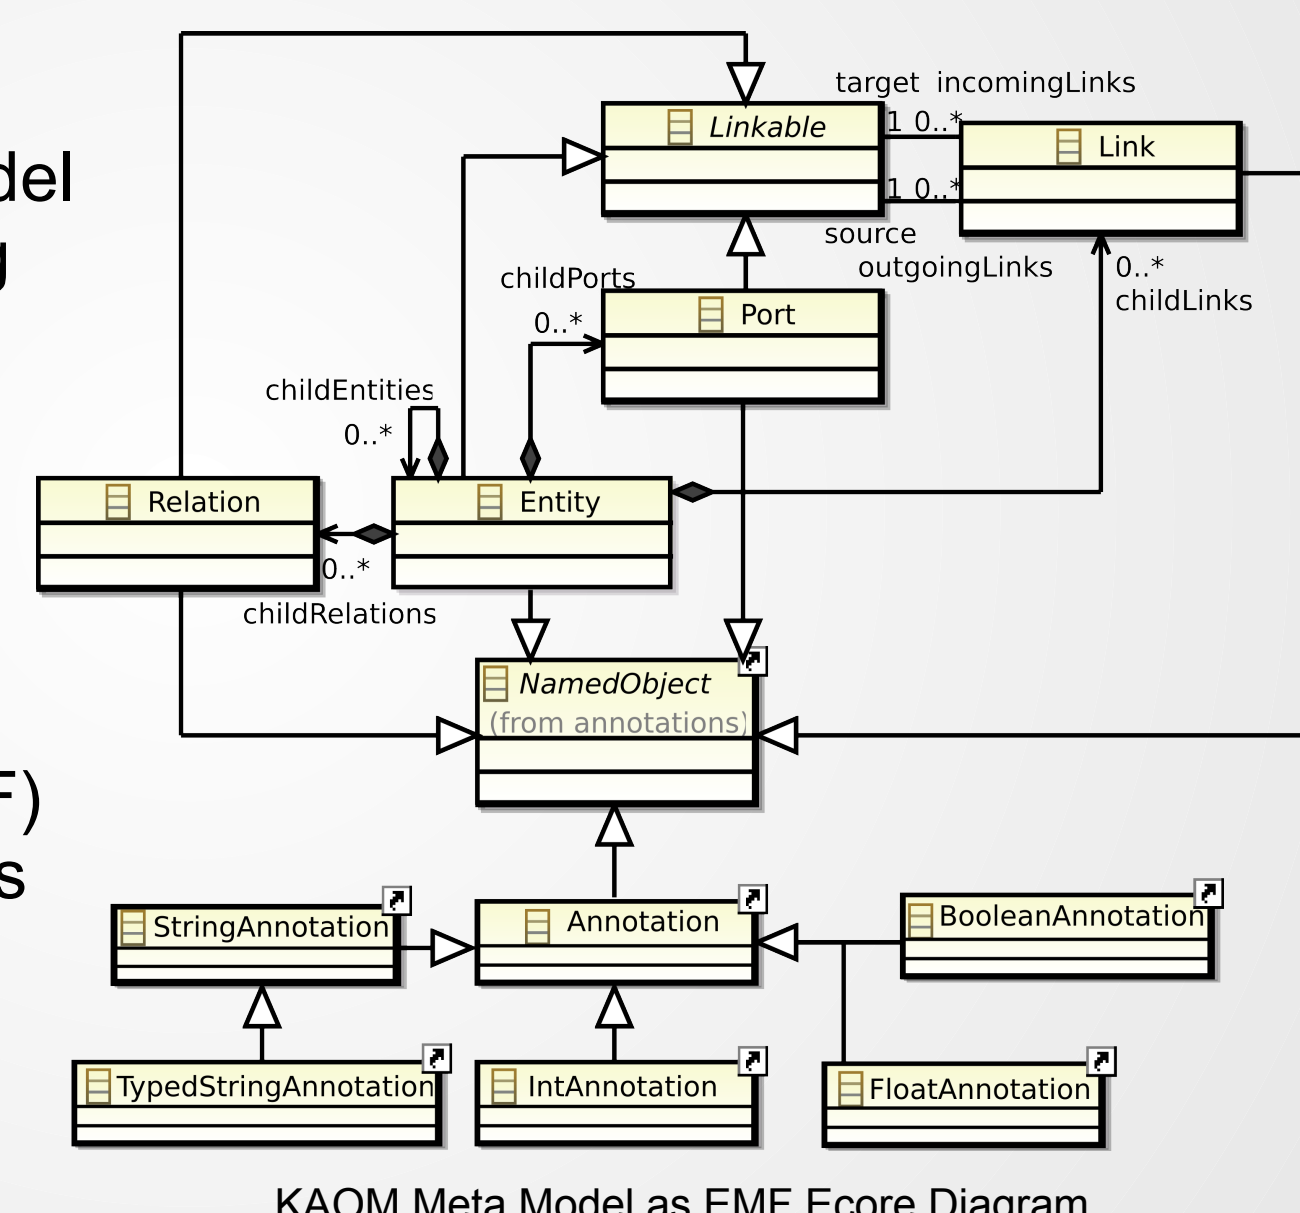 target incomingLinks
1 0..*
Linkable
Link
del
1 0..*
source
outgoingLinks
0..*
childLinks
g
childPorts
Port
0..*
childEntities
0..*
Relation
Entity
0..*
childRelations
NamedObject
(from annotations)
F)
s
StringAnnotation
Annotation
BooleanAnnotation
TypedStringAnnotation
IntAnnotation
FloatAnnotation
KAOM Meta Model as EMF Ecore Diagram